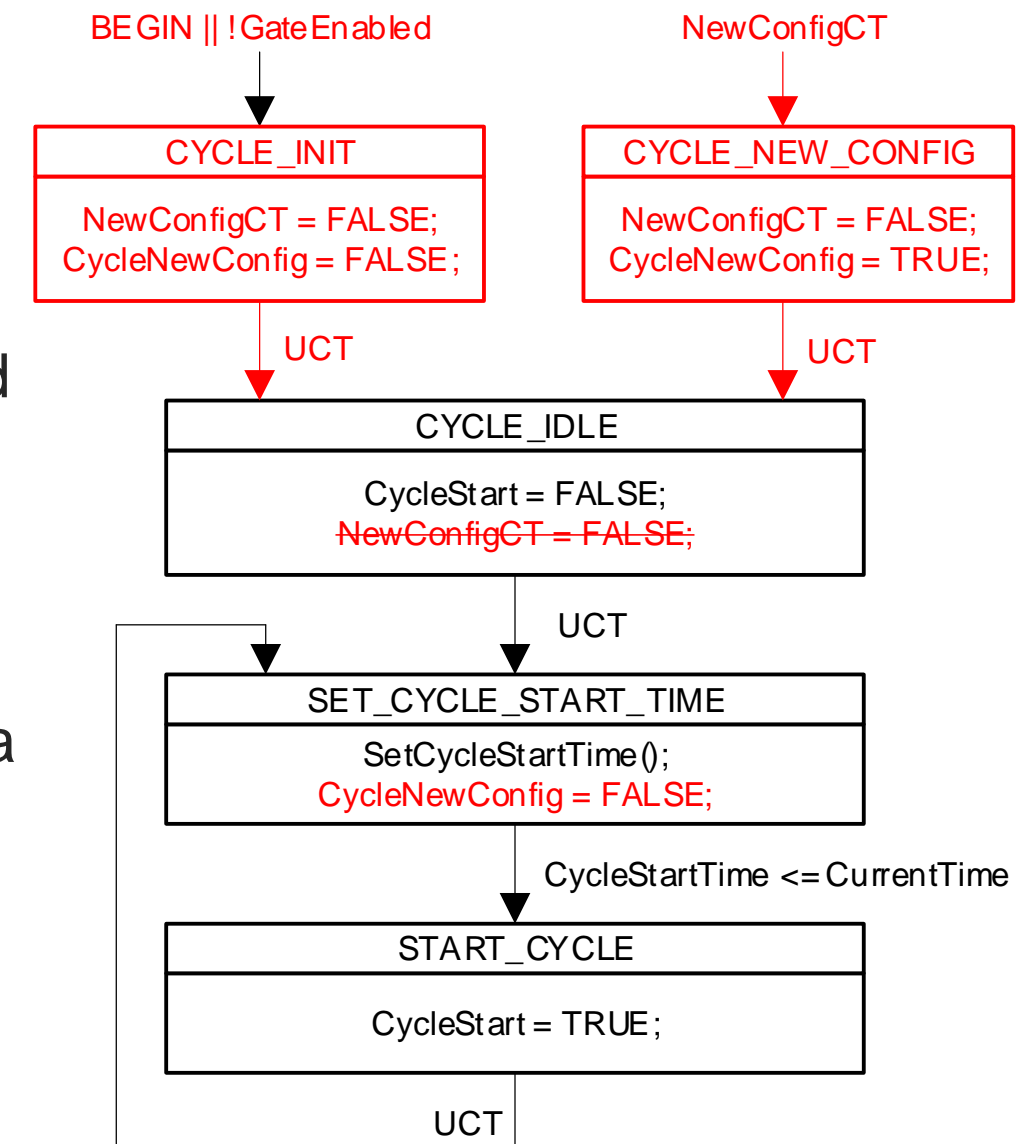 BEGIN || !GateEnabled
NewConfigCT
CYCLE_INIT
NewConfigCT = FALSE;
CycleNewConfig = FALSE;
CYCLE_NEW_CONFIG
NewConfigCT = FALSE;
CycleNewConfig = TRUE;
UCT
UCT
d
CYCLE_IDLE
CycleStart = FALSE;
NewConfigCT = FALSE;
UCT
SET_CYCLE_START_TIME
SetCycleStartTime();
CycleNewConfig = FALSE;
a
CycleStartTime <= CurrentTime
START_CYCLE
CycleStart = TRUE;
UCT